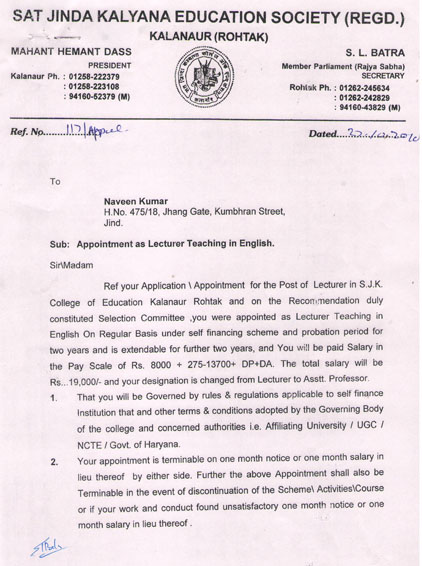 SAT JINDA KALYANA EDUCATION SOCIETY (REGD.)
KALANAUR (ROHTAK)
MAHANT HEMANT DASS
PRESIDENT
Kalanaur Ph. : 01258-222379
: 01258-223108
: 94160-52379 (M)
S. L. BATRA
Member Parliament (Rajya Sabha)
SECRETARY
Rohtsk Ph. : 01262-245634
: 01262-242829
: 94160-43829 (M)
Ref. No. 117/
Dated
To
Naveen Kumar
H.No. 475/18, Jhang Gate, Kumbhran Street,
Jind.
Sub: Appointment as Lecturer Teaching in English.
Sir\Madam
Ref your Application \ Appointment for the Post of Lecturer in S.J.K.
College of Education Kalanaur Rohtak and on the Recommendation duly
constituted Selection Committee ,you were appointed as Lecturer Teaching in
English On Regular Basis under self financing scheme and probation period for
two years and is extendable for further two years, and You will be paid Salary in
the Pay Scale of Rs. 8000 + 275-13700+ DP+DA. The total salary will be
Rs...19,000/- and your designation is changed from Lecturer to Asstt. Professor.
1. That you will be Governed by rules & regulations applicable to self finance
Institution that and other terms & conditions adopted by the Governing Body
of the college and concerned authorities i.e. Affiliating University / UGC /
NCTE / Govt. of Haryana.
2. Your appointment is terminable on one month notice or one month salary in
lieu thereof by either side. Further the above Appointment shall also be
Terminable in the event of discontinuation of the Scheme\ Activities\Course
or if your work and conduct found unsatisfactory one month notice or one
month salary in lieu thereof .